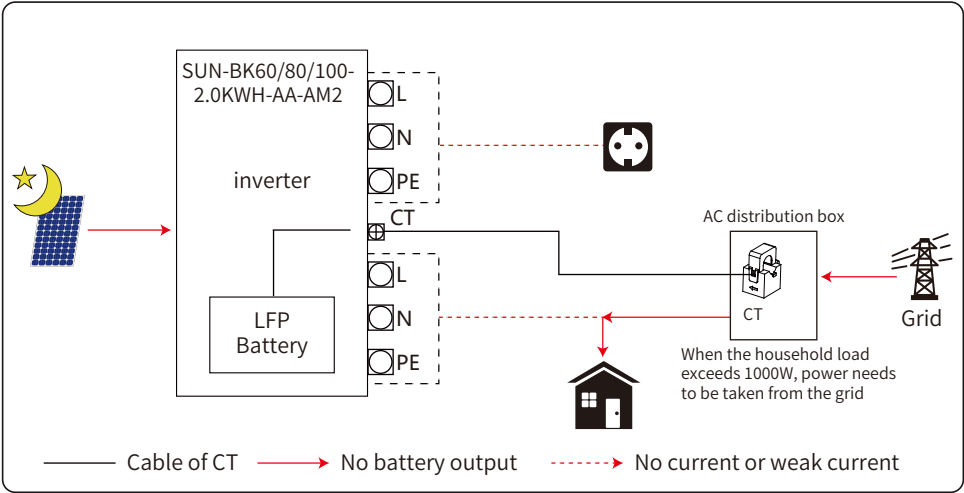 SUN-BK60/80/100-
2.0KWH-AA-AM2
inverter
LFP
Battery
L
N
PE
CT
L
N
PE
AC distribution box
CT
Grid
When the household load
exceeds 1000W, power needs
to be taken from the grid
Cable of CT
No battery output
No current or weak current